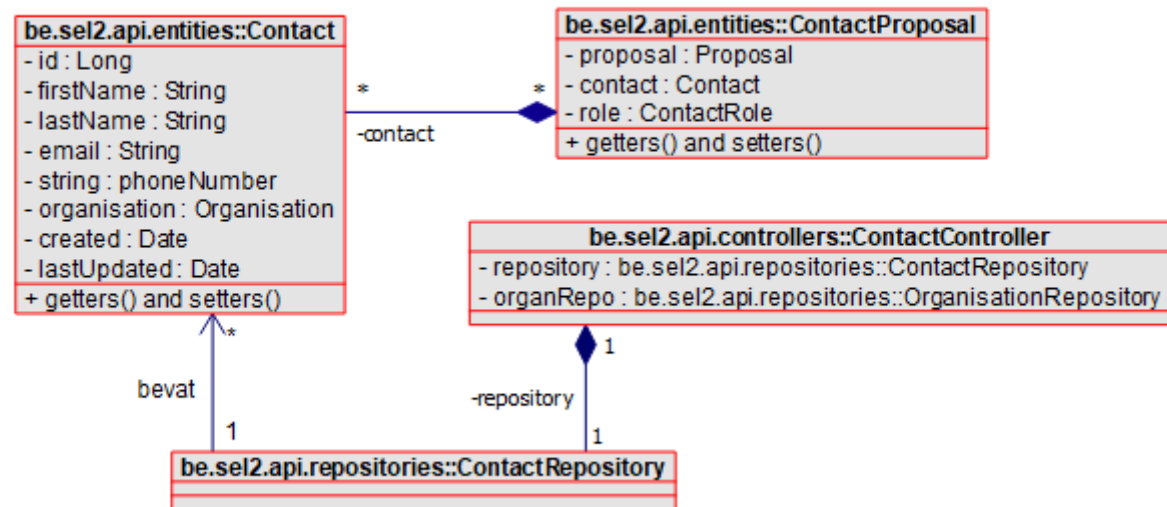 be.sel2.api.entities::Contact
- id : Long
- firstName : String
- lastName : String
- email : String
- string : phoneNumber
- organisation : Organisation
- created : Date
- lastUpdated : Date
+ getters() and setters()
* *
-contact
be.sel2.api.entities::ContactProposal
- proposal : Proposal
- contact : Contact
- role : ContactRole
+ getters() and setters()
be.sel2.api.controllers::ContactController
- repository : be.sel2.api.repositories::ContactRepository
- organRepo : be.sel2.api.repositories::OrganisationRepository
*
bevat
1
1
-repository
1
be.sel2.api.repositories::ContactRepository